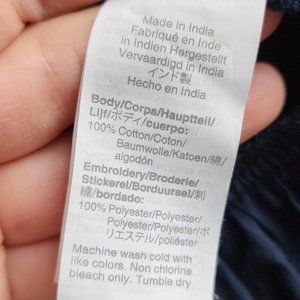 Made in India
Fabriqué en Inde
in Indien Hergestellt
Vervaardigd in India
インド製
Hecho en India
Body/Corps/Hauptteil/
Lijf/ボディ/cuerpo:
100% Cotton/Coton/
Baumwolle/Katoen/綿/
algodón
Embroidery/Broderie/
Stickerei/Borduursel/刺
繍/bordado:
100% Polyester/Polyester/
Polyester/Polyester/ポ
リエステル/poliéster
Machine wash cold with
like colors. Non chlorine
bleach only. Tumble dry